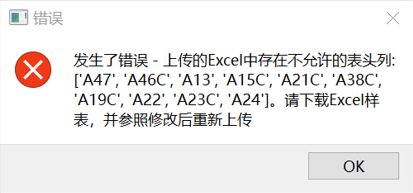 错误
发生了错误 - 上传的Excel中存在不允许的表头列:
['A47', 'A46C', 'A13', 'A15C', 'A21C', 'A38C',
'A19C', 'A22', 'A23C', 'A24']。请下载Excel样
表，并参照修改后重新上传
OK